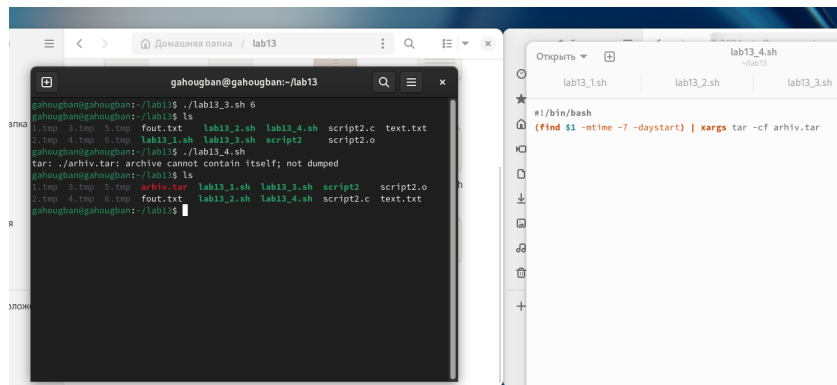 Домашняя папка / lab13
gahougban@gahougban:~/lab13
gahougban@gahougban:~/lab13$ ./lab13_3.sh 6
gahougban@gahougban:~/lab13$ ls
1.tmp 3.tmp 5.tmp fout.txt lab13_2.sh lab13_4.sh script2.c text.txt
2.tmp 4.tmp 6.tmp lab13_1.sh lab13_3.sh script2 script2.o
gahougban@gahougban:~/lab13$ ./lab13_4.sh
tar: ./arhiv.tar: archive cannot contain itself; not dumped
gahougban@gahougban:~/lab13$ ls
1.tmp 3.tmp 5.tmp arhiv.tar lab13_1.sh lab13_3.sh script2 script2.o
2.tmp 4.tmp 6.tmp fout.txt lab13_2.sh lab13_4.sh script2.c text.txt
gahougban@gahougban:~/lab13$
Открыть
lab13_4.sh
~/lab13
lab13_1.sh lab13_2.sh lab13_3.sh
#!/bin/bash
(find $1 -mtime -7 -daystart) | xargs tar -cf arhiv.tar